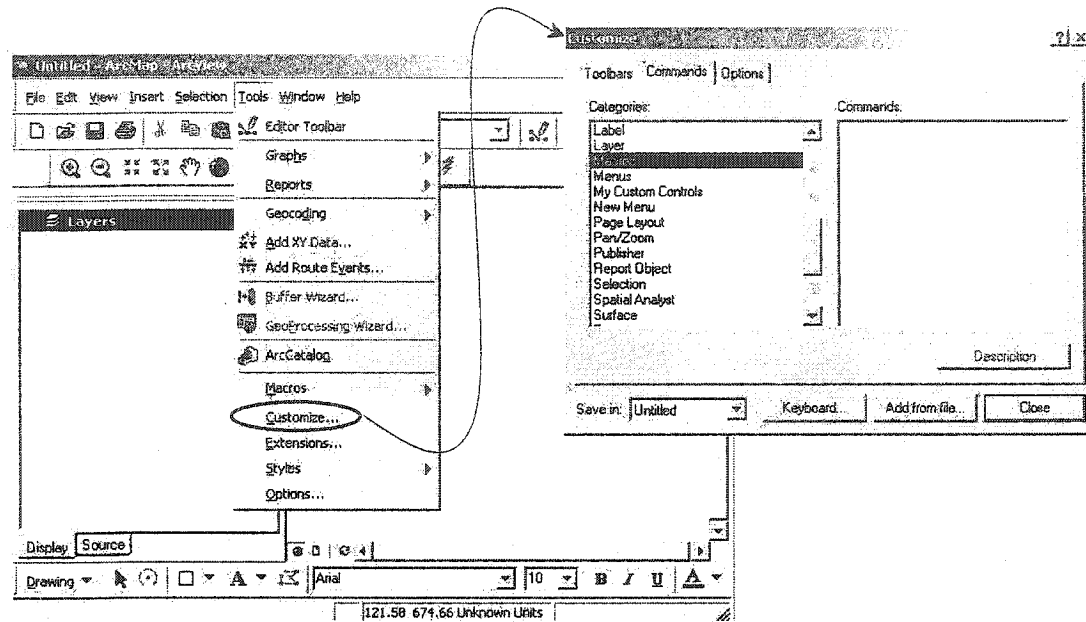 Untitled - ArcMap - ArcView
File Edit View Insert Selection Tools Window Help
Editor Toolbar
Graphs
Reports
Geocoding
Add XY Data...
Add Route Events...
Buffer Wizard...
GeoProcessing Wizard...
ArcCatalog
Macros
Customize...
Extensions...
Styles
Options...
Layers
Display Source
Drawing A Arial 10 B I U A
121.58 674.66 Unknown Units
Customize ? ×
Toolbars Commands Options
Categories:
Label
Layer
Menus
My Custom Controls
New Menu
Page Layout
Pan/Zoom
Publisher
Report Object
Selection
Spatial Analyst
Surface
Commands:
Description
Save in: Untitled Keyboard... Add from file... Close